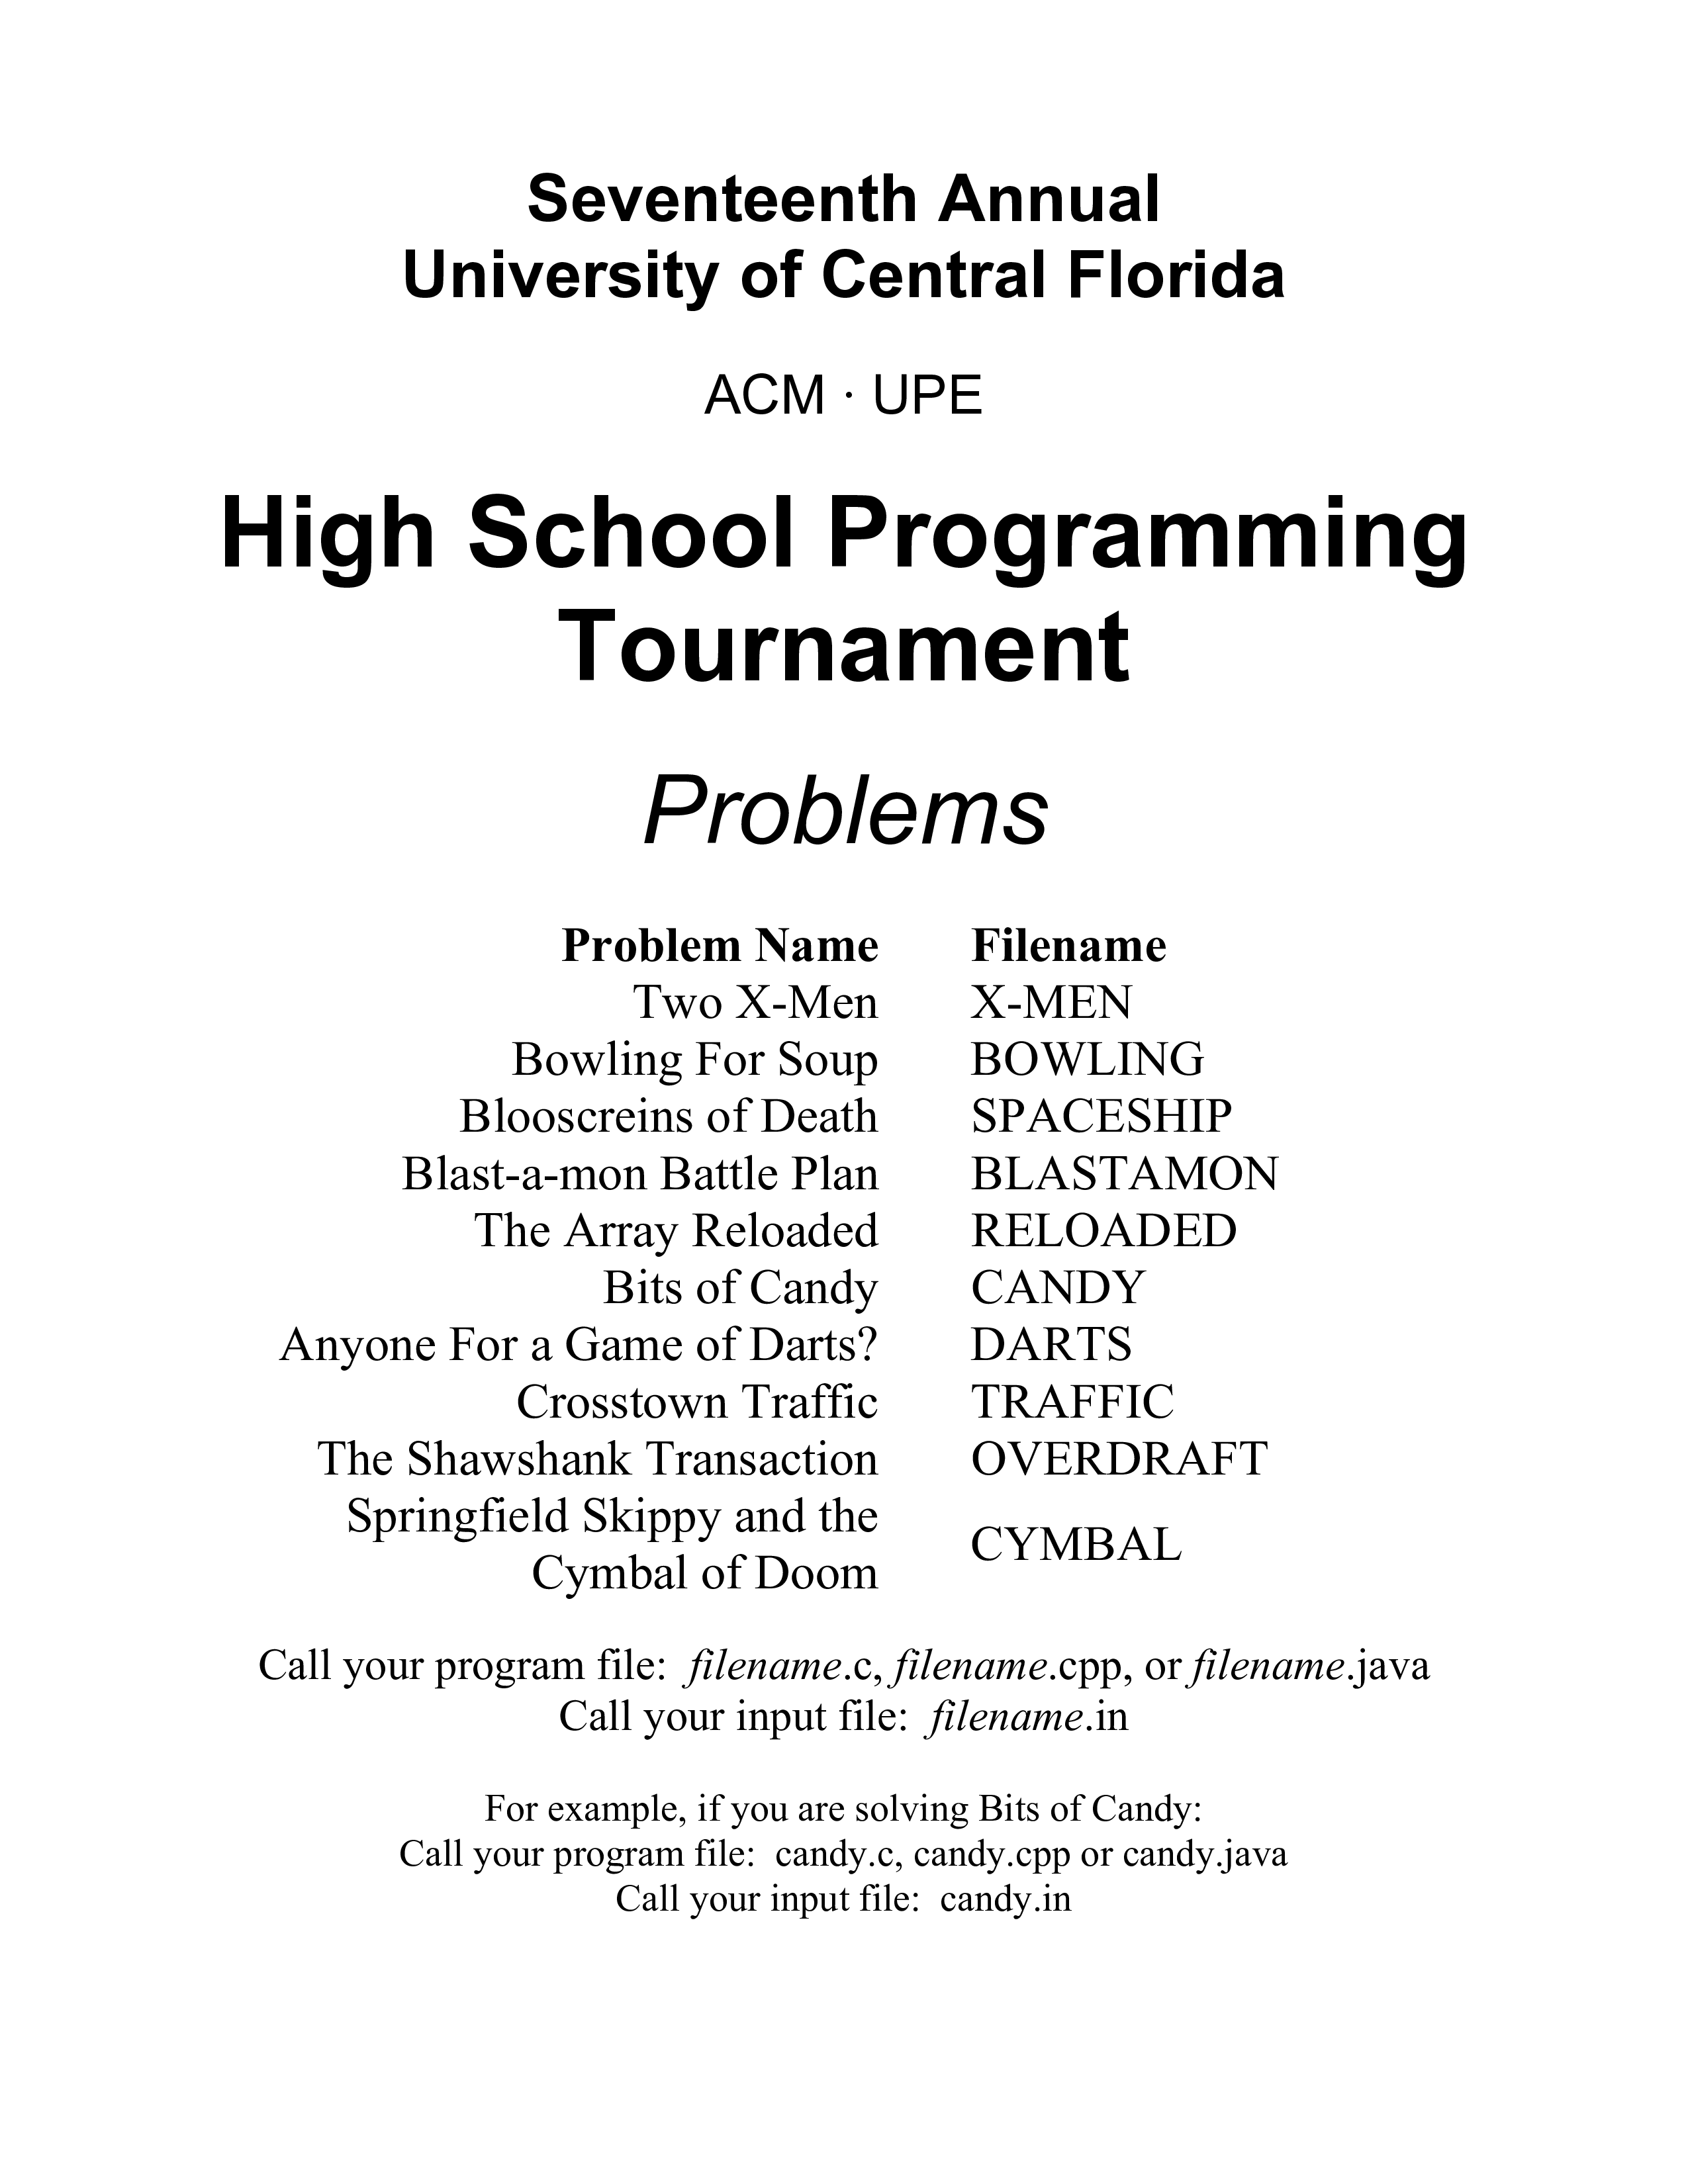 Seventeenth Annual
University of Central Florida
ACM · UPE
High School Programming
Tournament
Problems
Problem Name Filename
Two X-Men X-MEN
Bowling For Soup BOWLING
Blooscreins of Death SPACESHIP
Blast-a-mon Battle Plan BLASTAMON
The Array Reloaded RELOADED
Bits of Candy CANDY
Anyone For a Game of Darts? DARTS
Crosstown Traffic TRAFFIC
The Shawshank Transaction OVERDRAFT
Springfield Skippy and the
Cymbal of Doom CYMBAL
Call your program file: filename.c, filename.cpp, or filename.java
Call your input file: filename.in
For example, if you are solving Bits of Candy:
Call your program file: candy.c, candy.cpp or candy.java
Call your input file: candy.in